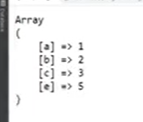 Array
(
[a] => 1
[b] => 2
[c] => 3
[e] => 5
)